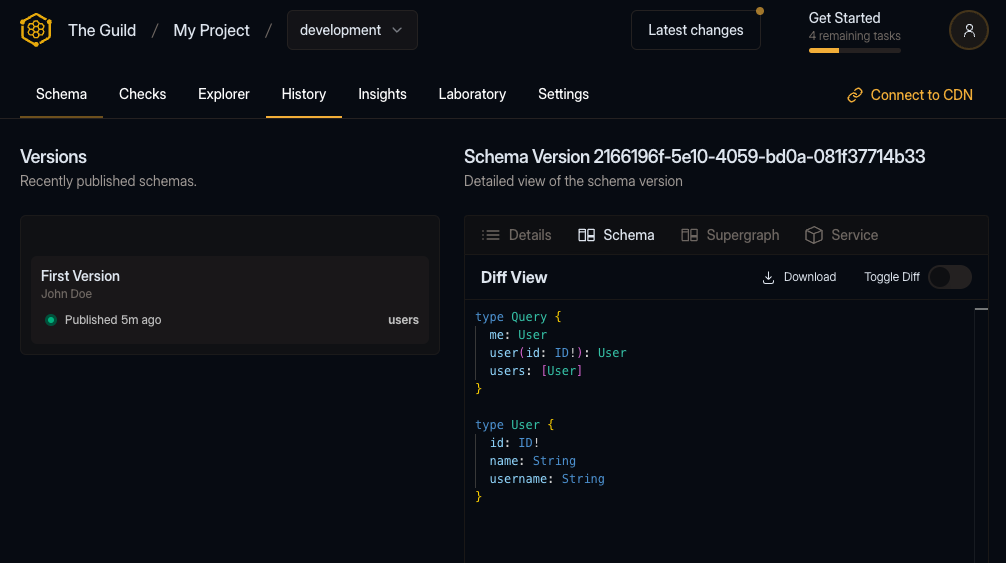 The Guild / My Project / development
Latest changes
Get Started
4 remaining tasks
Schema Checks Explorer History Insights Laboratory Settings
Connect to CDN
Versions
Recently published schemas.
First Version
John Doe
Published 5m ago
users
Schema Version 2166196f-5e10-4059-bd0a-081f37714b33
Detailed view of the schema version
Details Schema Supergraph Service
Diff View
Download
Toggle Diff
type Query {
  me: User
  user(id: ID!): User
  users: [User]
}
type User {
  id: ID!
  name: String
  username: String
}